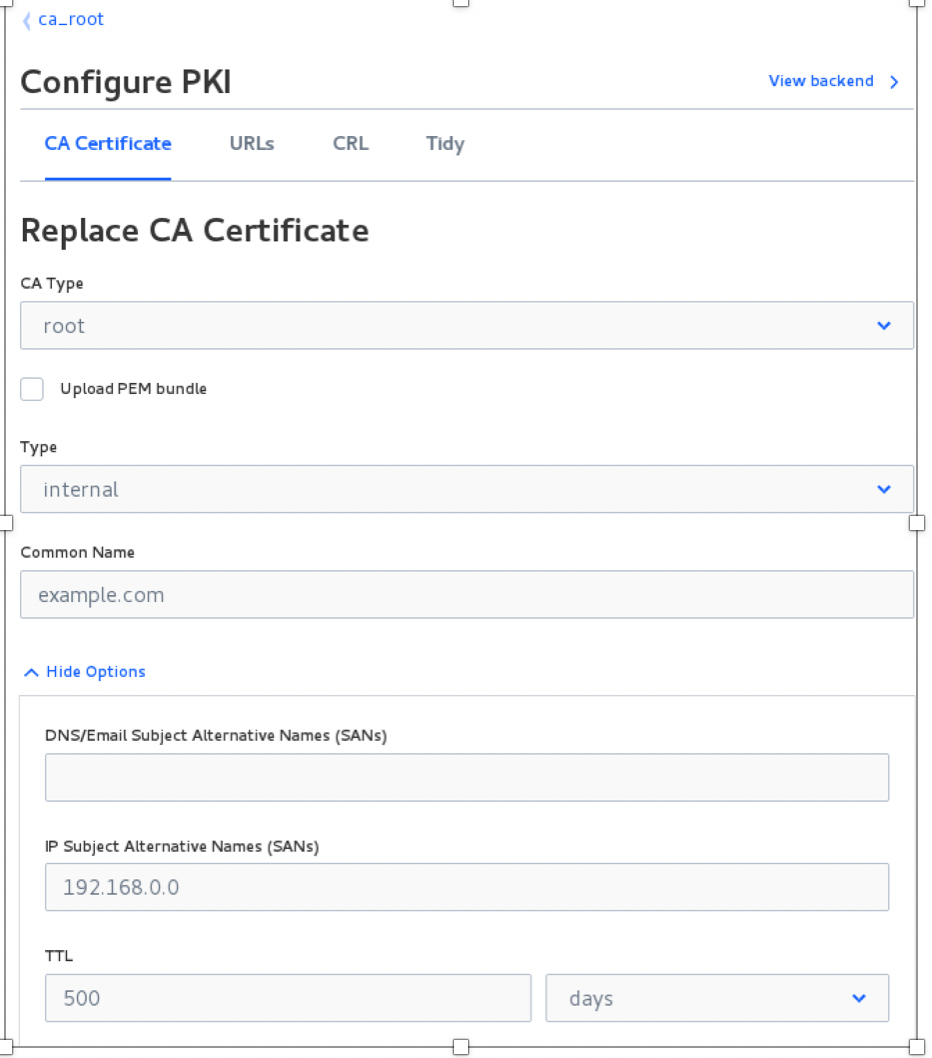 ca_root
Configure PKI
View backend
CA Certificate URLs CRL Tidy
Replace CA Certificate
CA Type
root
Upload PEM bundle
Type
internal
Common Name
example.com
Hide Options
DNS/Email Subject Alternative Names (SANs)
IP Subject Alternative Names (SANs)
192.168.0.0
TTL
500 days